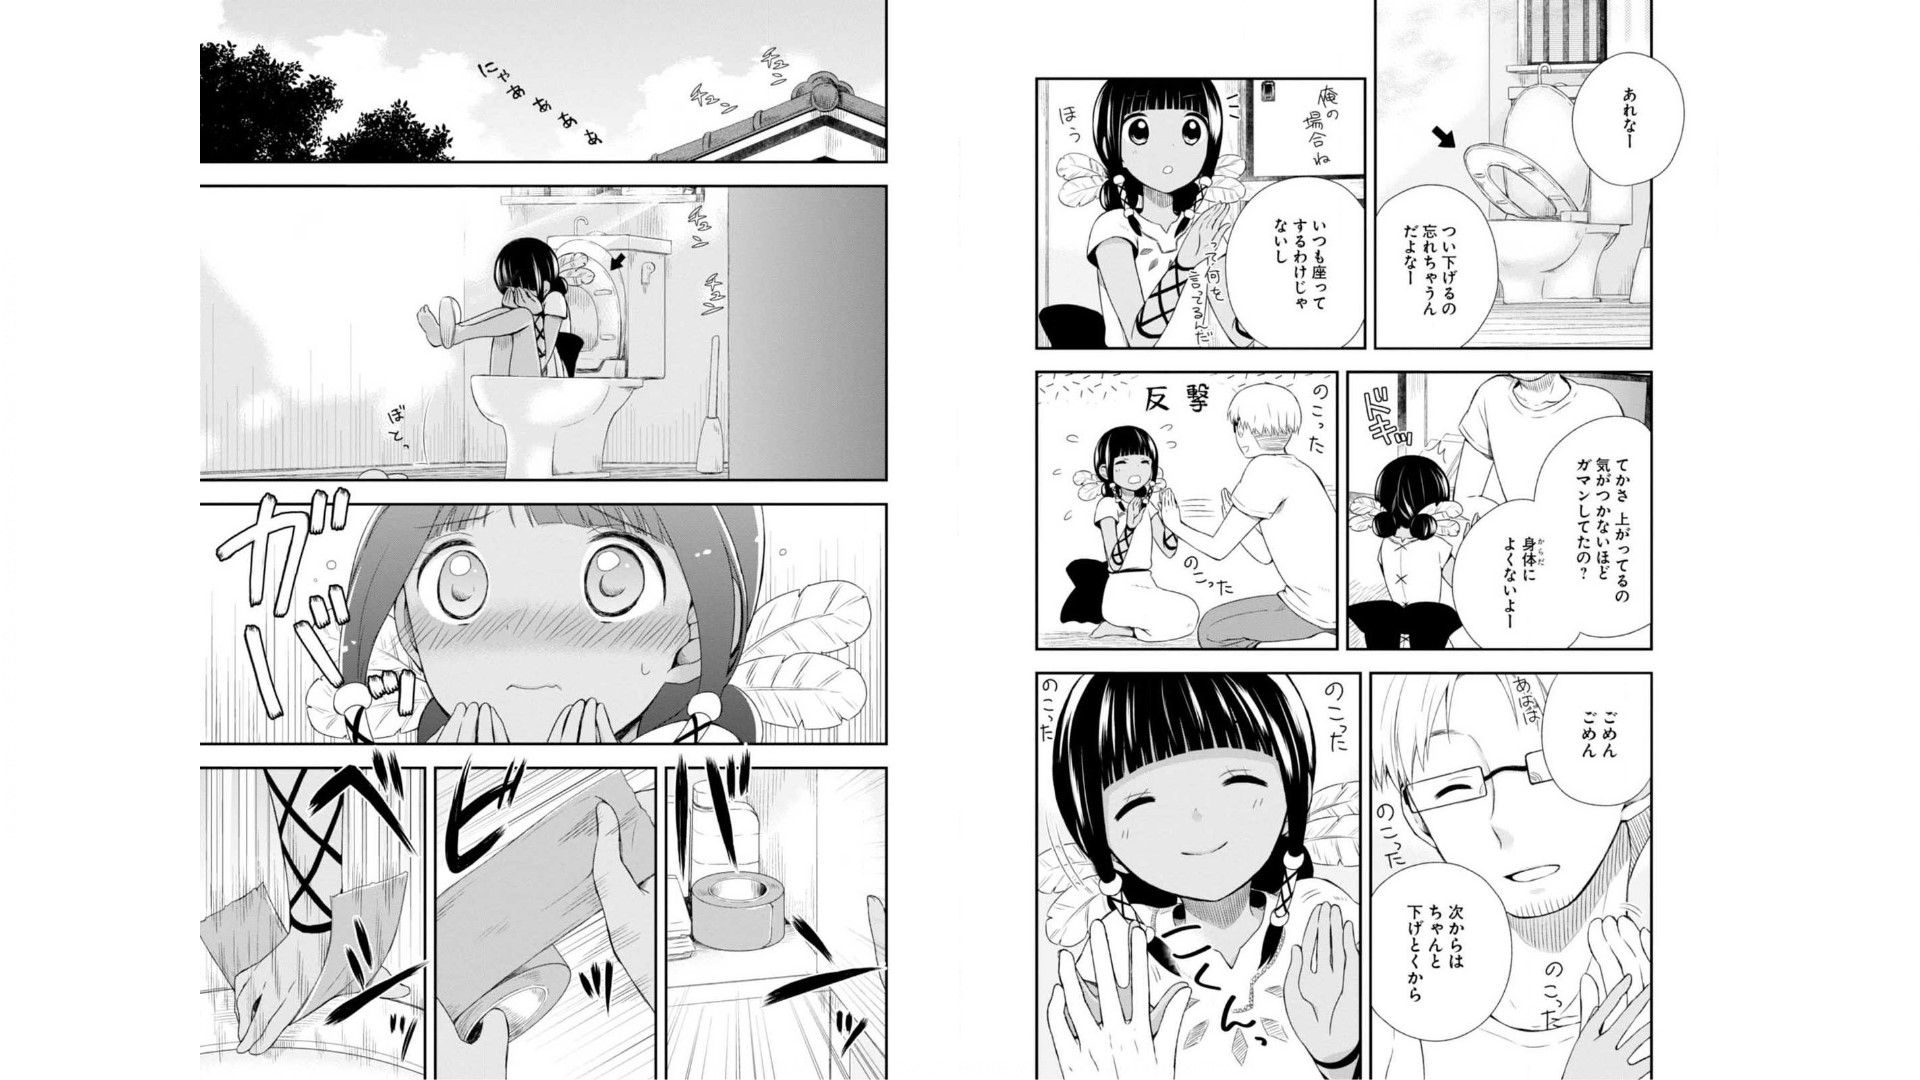 あれなー
つい下げるの
忘れちゃうん
だよなー
俺の
場合ね
いつも座って
するわけじゃ
ないし
って何を
言ってるんだ
ほう
ドキッ
てかさ 上がってるの
気がつかないほど
ガマンしてたの?
身体に
からだ
よくないよー
のこった
反撃
のこった
ごめん
ごめん
あはは
のこった
次からは
ちゃんと
下げとくから
のこった
のこった
のこった
こくんっ
チュン
チュン
にゃあああああ
チュン
チュン
ぼとっ
ガガーン
ビッ